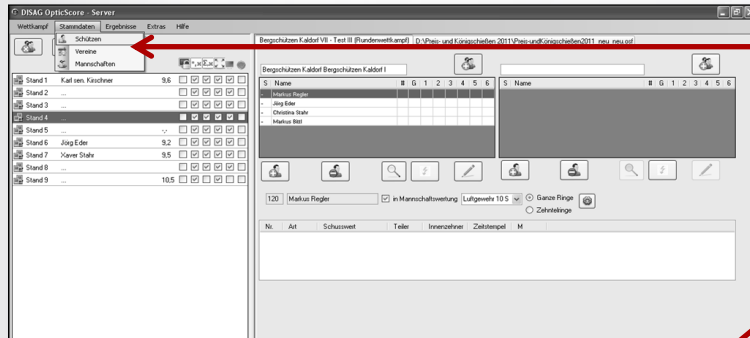 DISAG OpticScore - Server
Wettkampf Stammdaten Ergebnisse Extras Hilfe
Schützen
Vereine
Mannschaften
Stand 1 Karl sen. Kirschner 9,6
Stand 2 ...
Stand 3 ...
Stand 4 ...
Stand 5 ... -,-
Stand 6 Jörg Eder 9,2
Stand 7 Xaver Stahr 9,5
Stand 8 ...
Stand 9 ... 10,5
Bergschützen Kaldorf VII - Test III (Rundenwettkampf) D:\Preis- und Königschießen 2011\Preis-undKönigschießen2011_neu_neu.osf
Bergschützen Kaldorf Bergschützen Kaldorf I
S Name # G 1 2 3 4 5 6
- Markus Regler
- Jörg Eder
- Christina Stahr
- Markus Bittl
S Name # G 1 2 3 4 5 6
120 Markus Regler in Mannschaftswertung Luftgewehr 10 S Ganze Ringe
Zehntelringe
Nr. Art Schusswert Teiler Innenzehner Zeitstempel M